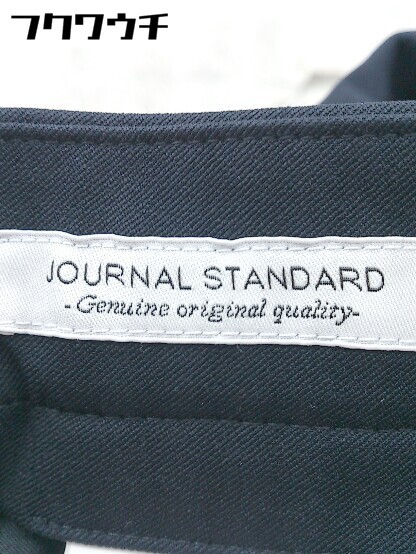 フクワウチ
JOURNAL STANDARD
-Genuine original quality-